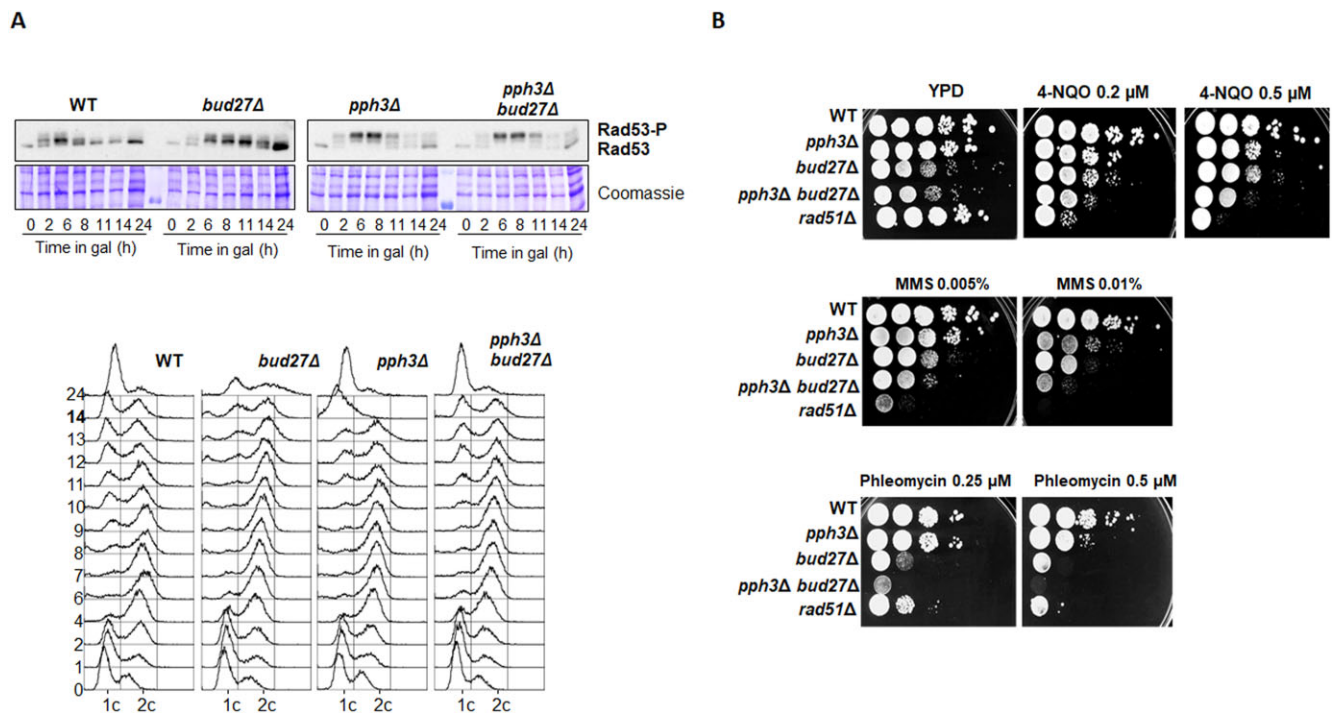 A
WT
bud27Δ
pph3Δ
pph3Δ
bud27Δ
Rad53-P
Rad53
Coomassie
0 2 6 8 11 14 24
0 2 6 8 11 14 24
0 2 6 8 11 14 24
0 2 6 8 11 14 24
Time in gal (h)
Time in gal (h)
Time in gal (h)
Time in gal (h)
WT
bud27Δ
pph3Δ
pph3Δ
bud27Δ
24
14
13
12
11
10
9
8
7
6
4
2
1
0
1c 2c
1c 2c
1c 2c
1c 2c
B
YPD
4-NQO 0.2 µM
4-NQO 0.5 µM
WT
pph3Δ
bud27Δ
pph3Δ bud27Δ
rad51Δ
MMS 0.005%
MMS 0.01%
WT
pph3Δ
bud27Δ
pph3Δ bud27Δ
rad51Δ
Phleomycin 0.25 µM
Phleomycin 0.5 µM
WT
pph3Δ
bud27Δ
pph3Δ bud27Δ
rad51Δ